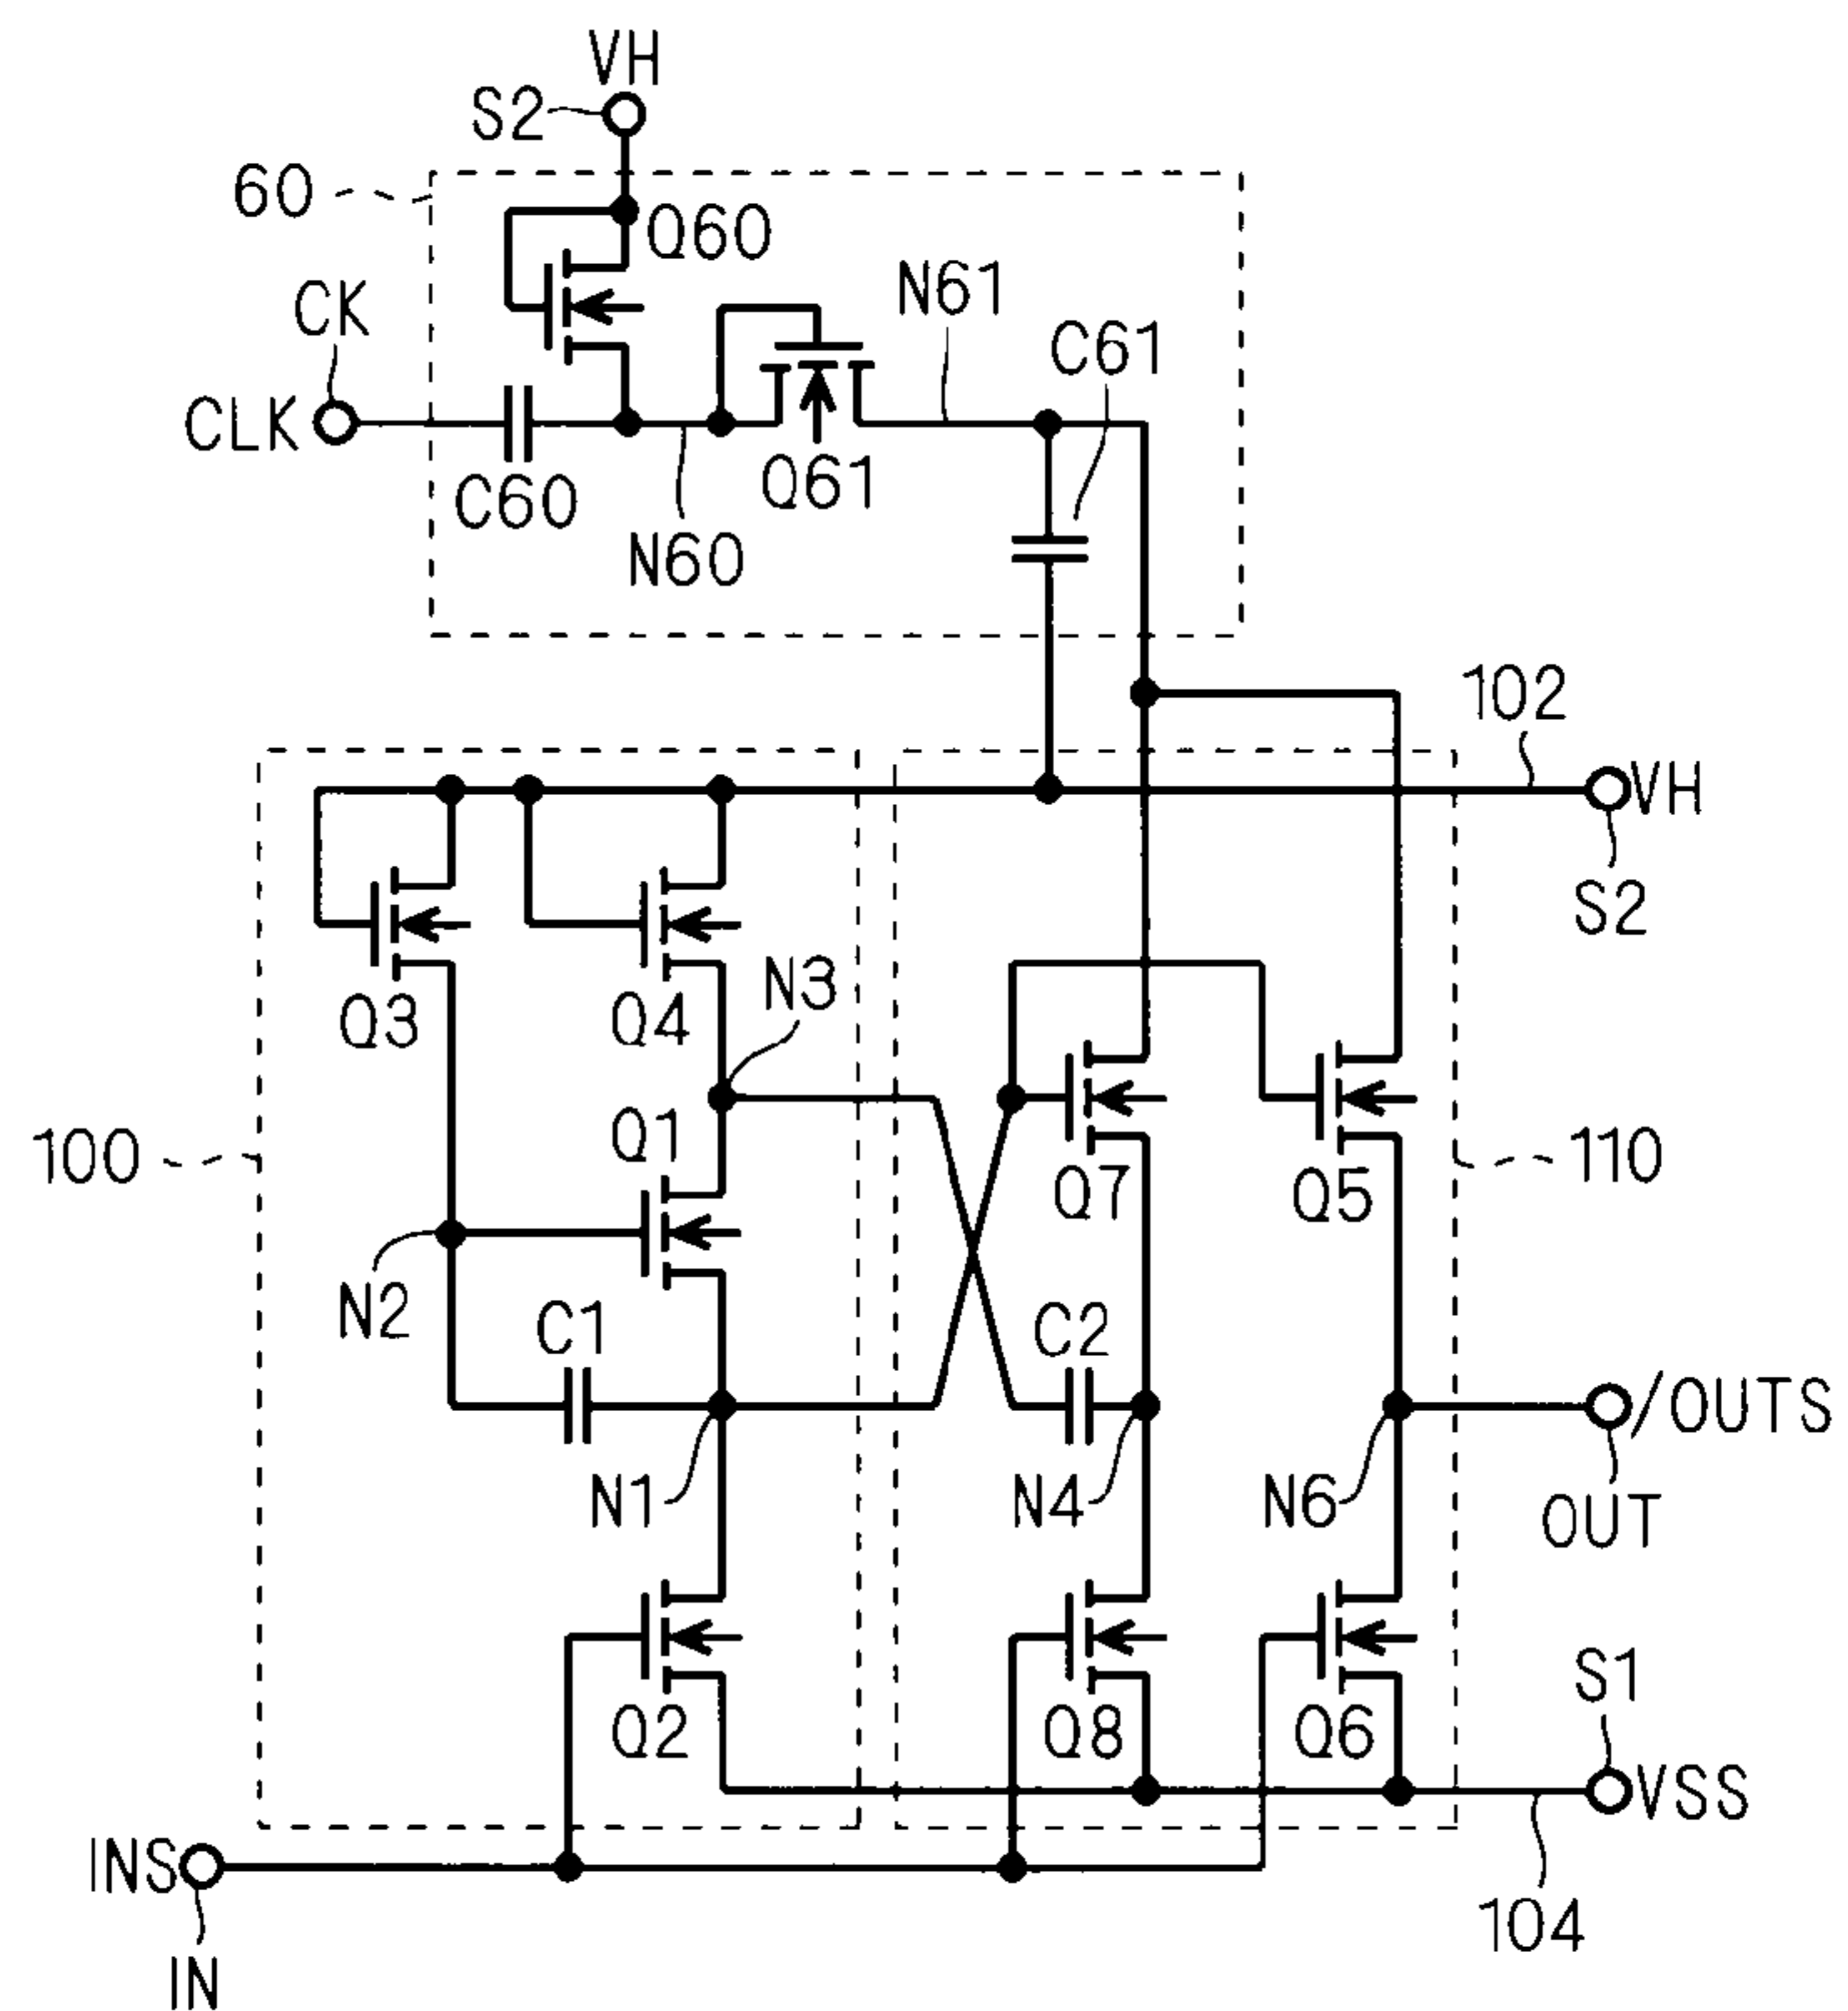 VH
S2
60
Q60
CK
N61
C61
CLK
C60
Q61
N60
102
VH
S2
Q3
Q4
N3
100
Q1
Q7
Q5
110
N2
C1
C2
/OUTS
N1
N4
N6
OUT
Q2
Q8
Q6
S1
VSS
INS
IN
104